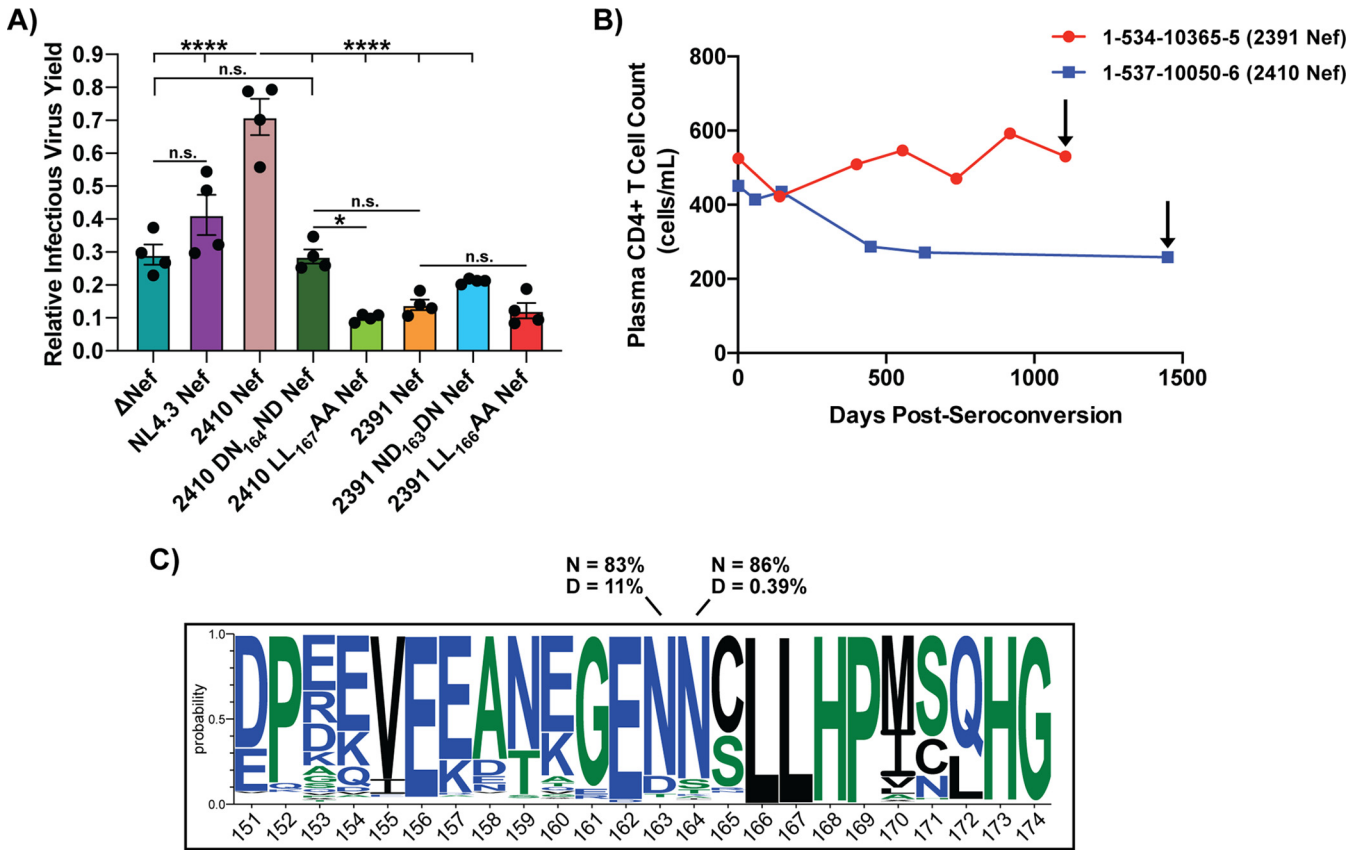 A)
Relative Infectious Virus Yield
0.9
0.8
0.7
0.6
0.5
0.4
0.3
0.2
0.1
0.0
****
****
n.s.
n.s.
n.s.
*
n.s.
ΔNef
NL4.3 Nef
2410 Nef
2410 DN164ND Nef
2410 LL167AA Nef
2391 Nef
2391 ND163DN Nef
2391 LL166AA Nef
B)
1-534-10365-5 (2391 Nef)
1-537-10050-6 (2410 Nef)
Plasma CD4+ T Cell Count
(cells/mL)
800
600
400
200
0
0
500
1000
1500
Days Post-Seroconversion
C)
N = 83%
D = 11%
N = 86%
D = 0.39%
probability
1.0
0.5
0.0
D P E E V E E A N E G E N N C L L H P M S Q H G
E R K K D T K D S S I C L
D Q E N
K
A
151 152 153 154 155 156 157 158 159 160 161 162 163 164 165 166 167 168 169 170 171 172 173 174